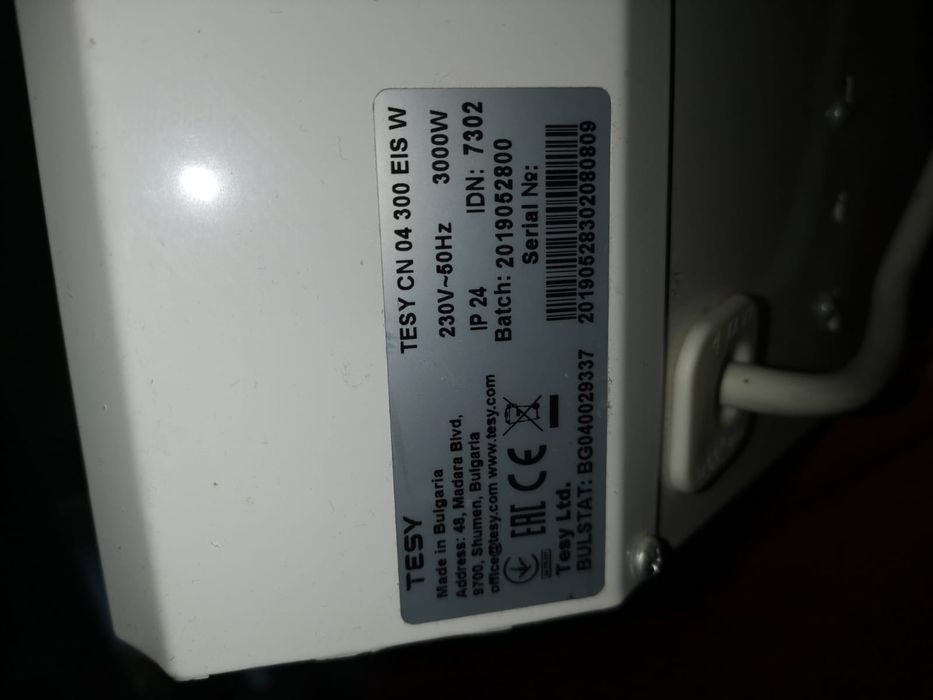 TESY
Made in Bulgaria
Address: 48, Madara Blvd,
9700, Shumen, Bulgaria
office@tesy.com www.tesy.com
EAC CE
Tesy Ltd.
BULSTAT: BG040029337
TESY CN 04 300 EIS W
230V~50Hz 3000W
IP 24 IDN: 7302
Batch: 2019052800
Serial №:
2019052830208​0809